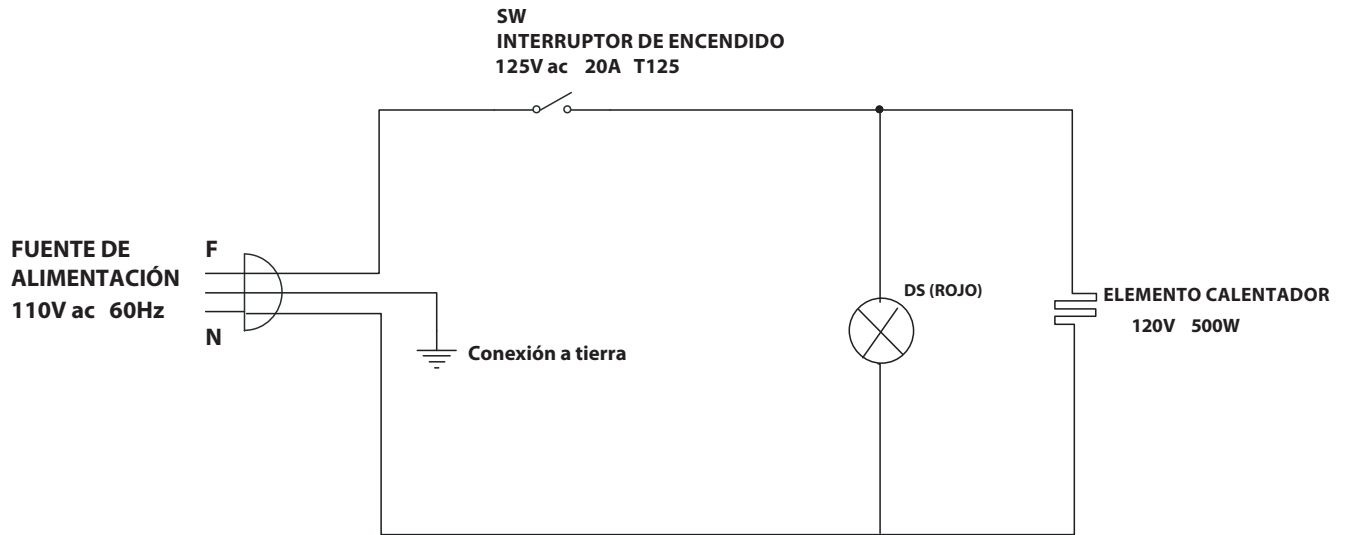 SW
INTERRUPTOR DE ENCENDIDO
125V ac 20A T125
FUENTE DE
ALIMENTACIÓN
110V ac 60Hz
F
N
Conexión a tierra
DS (ROJO)
ELEMENTO CALENTADOR
120V 500W